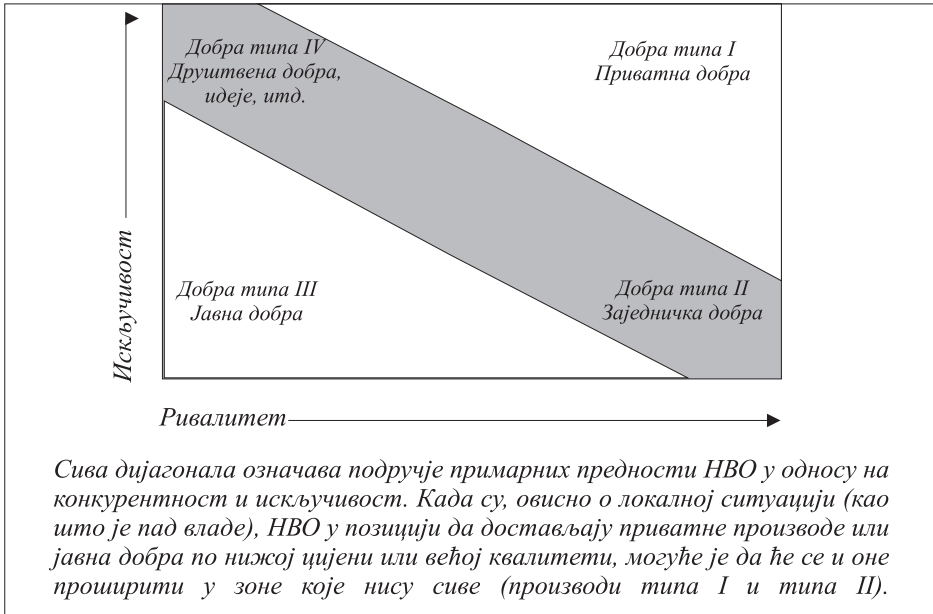 Добра типа IV
Друштвена добра,
идеје, итд.
Добра типа I
Приватна добра
Добра типа III
Јавна добра
Добра типа II
Заједничка добра
Искључивост
Ривалитет
Сива дијагонала означава подручје примарних предности НВО у односу на
конкурентност и искључивост. Када су, овисно о локалној ситуацији (као
што је пад владе), НВО у позицији да достављају приватне производе или
јавна добра по нижој цијени или већој квалитети, могуће је да ће се и оне
проширити у зоне које нису сиве (производи типа I и типа II).